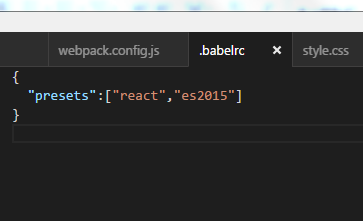 webpack.config.js .babelrc × style.css
{
"presets":["react","es2015"]
}